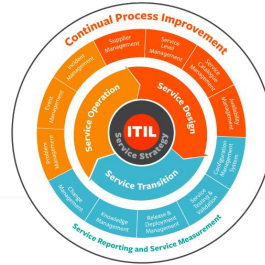 Continual Process Improvement
Supplier
Management
Service
Level
Management
Service
Catalogue
Management
Availability
Management
Configuration
Management
System
Service
Testing &
Validation
Release &
Deployment
Management
Knowledge
Management
Change
Management
Problem
Management
Event
Management
Incident
Management
Service Operation
Service Design
Service Transition
ITIL
Service Strategy
Service Reporting and Service Measurement